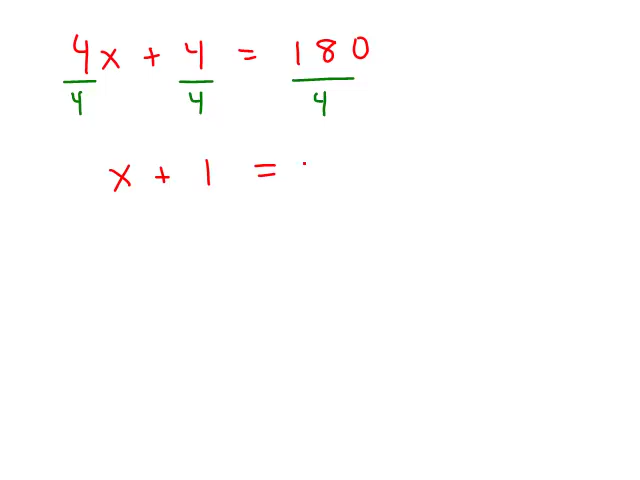 4x + 4 = 180
4 4 4
x + 1 =